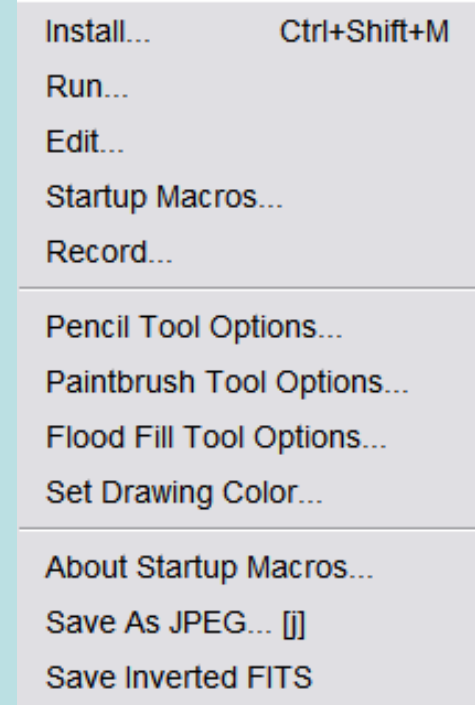 Install... Ctrl+Shift+M
Run...
Edit...
Startup Macros...
Record...
Pencil Tool Options...
Paintbrush Tool Options...
Flood Fill Tool Options...
Set Drawing Color...
About Startup Macros...
Save As JPEG... [j]
Save Inverted FITS